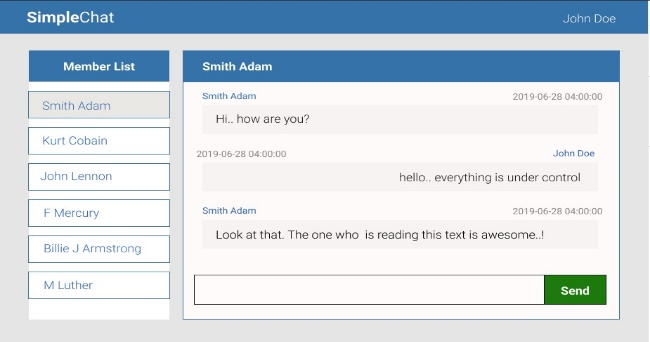 SimpleChat
John Doe
Member List
Smith Adam
Kurt Cobain
John Lennon
F Mercury
Billie J Armstrong
M Luther
Smith Adam
Smith Adam 2019-06-28 04:00:00
Hi.. how are you?
2019-06-28 04:00:00 John Doe
hello.. everything is under control
Smith Adam 2019-06-28 04:00:00
Look at that. The one who is reading this text is awesome..!
Send